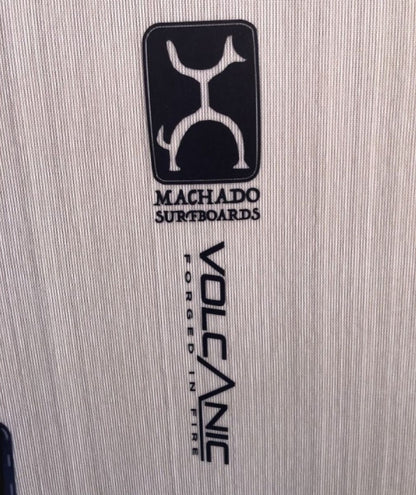 MACHADO
SURFBOARDS
VOLCANIC
FORGED IN FIRE